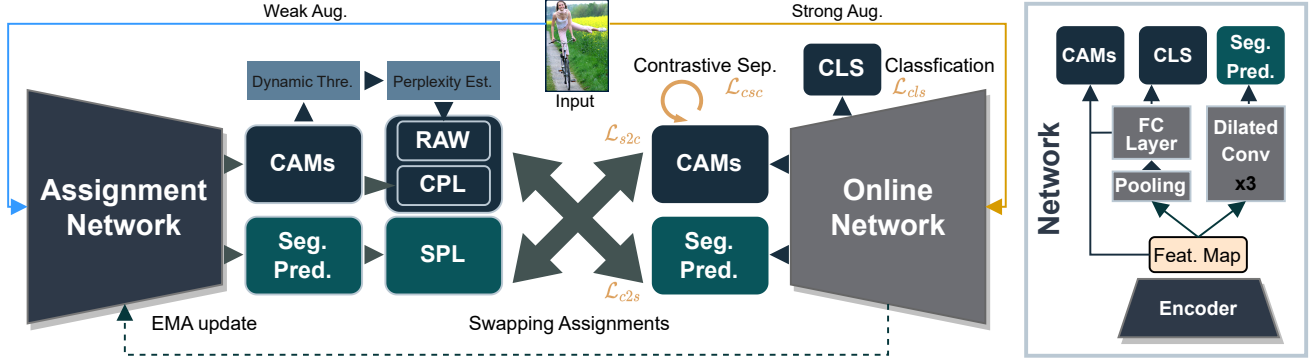 Weak Aug.
Strong Aug.
Input
Dynamic Thre.
Perplexity Est.
Contrastive Sep.
ℒcsc
CLS
Classfication
ℒcls
Assignment
Network
CAMs
RAW
CPL
Seg.
Pred.
SPL
ℒs2c
ℒc2s
CAMs
Seg.
Pred.
Online
Network
EMA update
Swapping Assignments
Network
CAMs
CLS
Seg.
Pred.
FC
Layer
Pooling
Dilated
Conv
x3
Feat. Map
Encoder